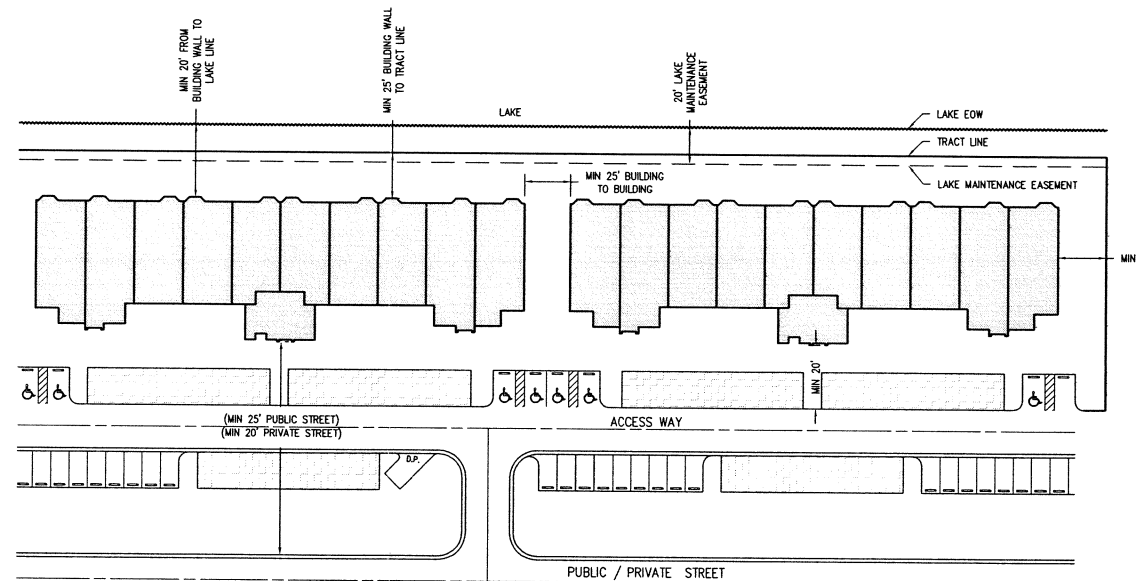 MIN 20' FROM
BUILDING WALL TO
LAKE LINE
MIN 25' BUILDING WALL
TO TRACT LINE
20' LAKE
MAINTENANCE
EASEMENT
LAKE
LAKE EOW
TRACT LINE
LAKE MAINTENANCE EASEMENT
MIN 25' BUILDING
TO BUILDING
MIN
MIN 20'
(MIN 25' PUBLIC STREET)
(MIN 20' PRIVATE STREET)
ACCESS WAY
D.P.
PUBLIC / PRIVATE STREET